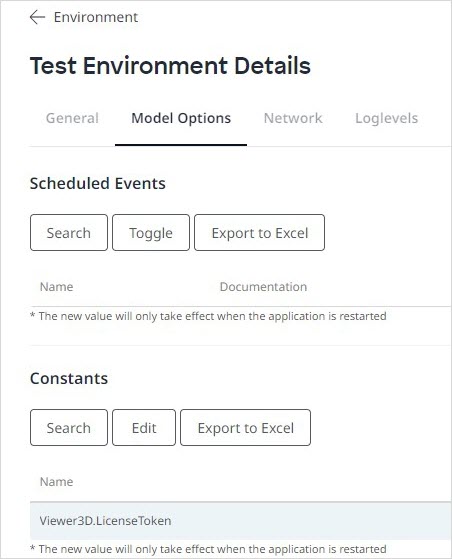 ← Environment
Test Environment Details
General Model Options Network Loglevels
Scheduled Events
Search Toggle Export to Excel
Name Documentation
* The new value will only take effect when the application is restarted
Constants
Search Edit Export to Excel
Name
Viewer3D.LicenseToken
* The new value will only take effect when the application is restarted